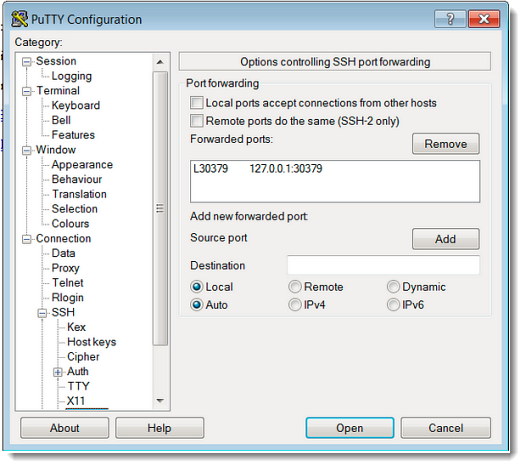 PuTTY Configuration
Category:
Session
Logging
Terminal
Keyboard
Bell
Features
Window
Appearance
Behaviour
Translation
Selection
Colours
Connection
Data
Proxy
Telnet
Rlogin
SSH
Kex
Host keys
Cipher
Auth
TTY
X11
Options controlling SSH port forwarding
Port forwarding
Local ports accept connections from other hosts
Remote ports do the same (SSH-2 only)
Forwarded ports:
Remove
L30379 127.0.0.1:30379
Add new forwarded port:
Source port
Add
Destination
Local Remote Dynamic
Auto IPv4 IPv6
About Help Open Cancel